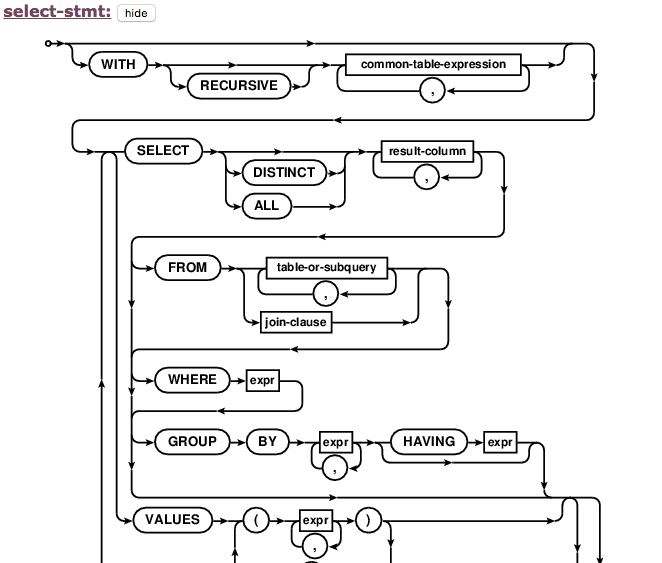 select-stmt: hide
WITH RECURSIVE common-table-expression
,
SELECT DISTINCT ALL result-column
,
FROM table-or-subquery
,
join-clause
WHERE expr
GROUP BY expr HAVING expr
,
VALUES ( expr )
,